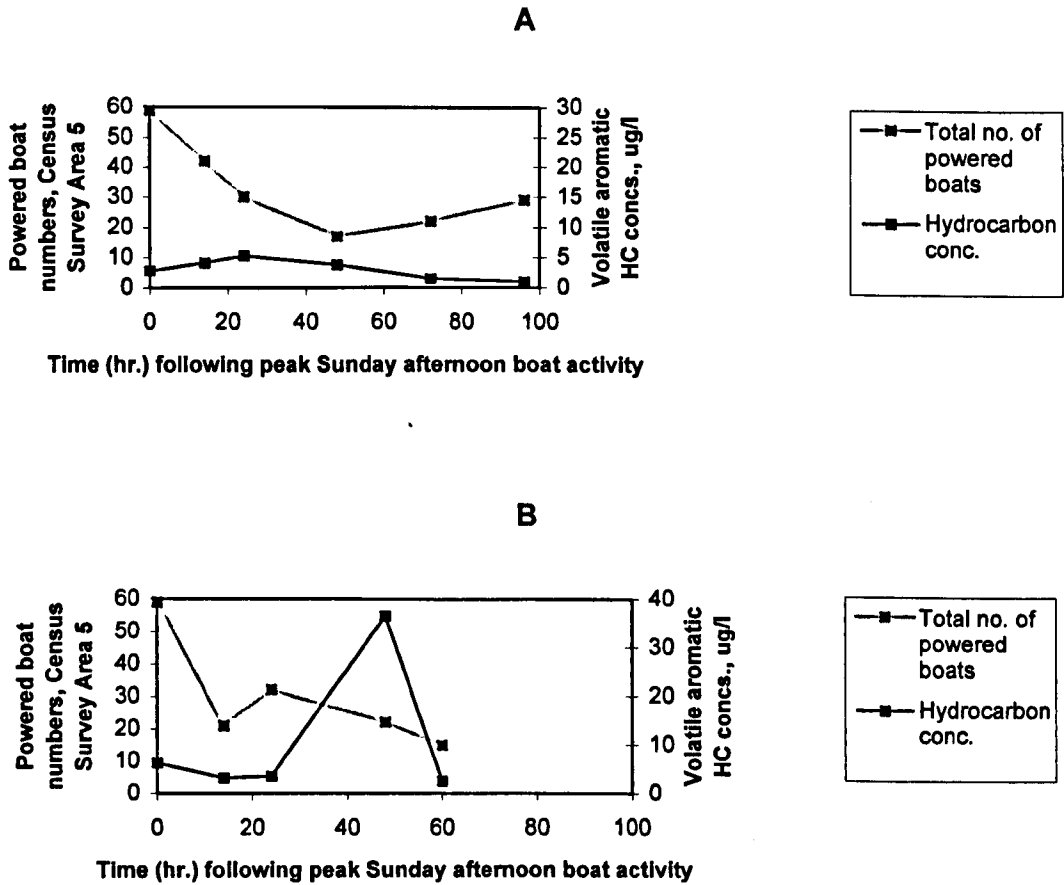 A
Powered boat
numbers, Census
Survey Area 5
60
50
40
30
20
10
0
30
25
20
15
10
5
0
Volatile aromatic
HC concs., ug/l
0 20 40 60 80 100
Time (hr.) following peak Sunday afternoon boat activity
Total no. of
powered
boats
Hydrocarbon
conc.
B
Powered boat
numbers, Census
Survey Area 5
60
50
40
30
20
10
0
40
30
20
10
0
Volatile aromatic
HC concs., ug/l
0 20 40 60 80 100
Time (hr.) following peak Sunday afternoon boat activity
Total no. of
powered
boats
Hydrocarbon
conc.